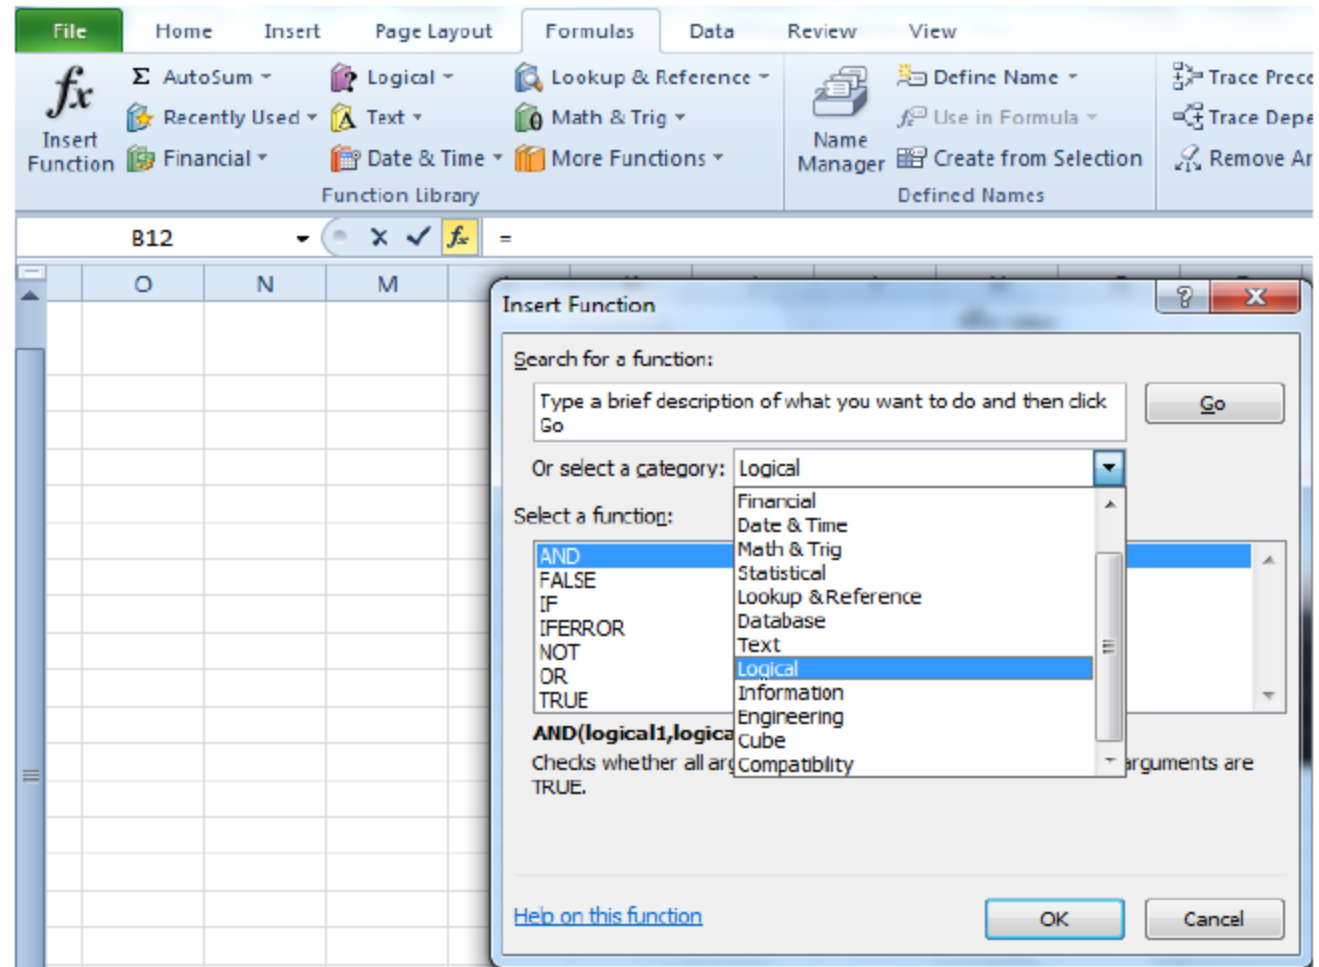 File Home Insert Page Layout Formulas Data Review View
fx Σ AutoSum Logical Lookup & Reference Define Name Trace Prece
Recently Used Text Math & Trig Use in Formula Trace Depe
Insert Function Financial Date & Time More Functions Name Manager Create from Selection Remove Ar
Function Library Defined Names
B12 fx =
O N M
Insert Function
Search for a function:
Type a brief description of what you want to do and then click
Go
Go
Or select a category: Logical
Financial
Date & Time
Math & Trig
Statistical
Lookup & Reference
Database
Text
Logical
Information
Engineering
Cube
Compatibility
Select a function:
AND
FALSE
IF
IFERROR
NOT
OR
TRUE
AND(logical1,logica
Checks whether all arg arguments are
TRUE.
Help on this function OK Cancel